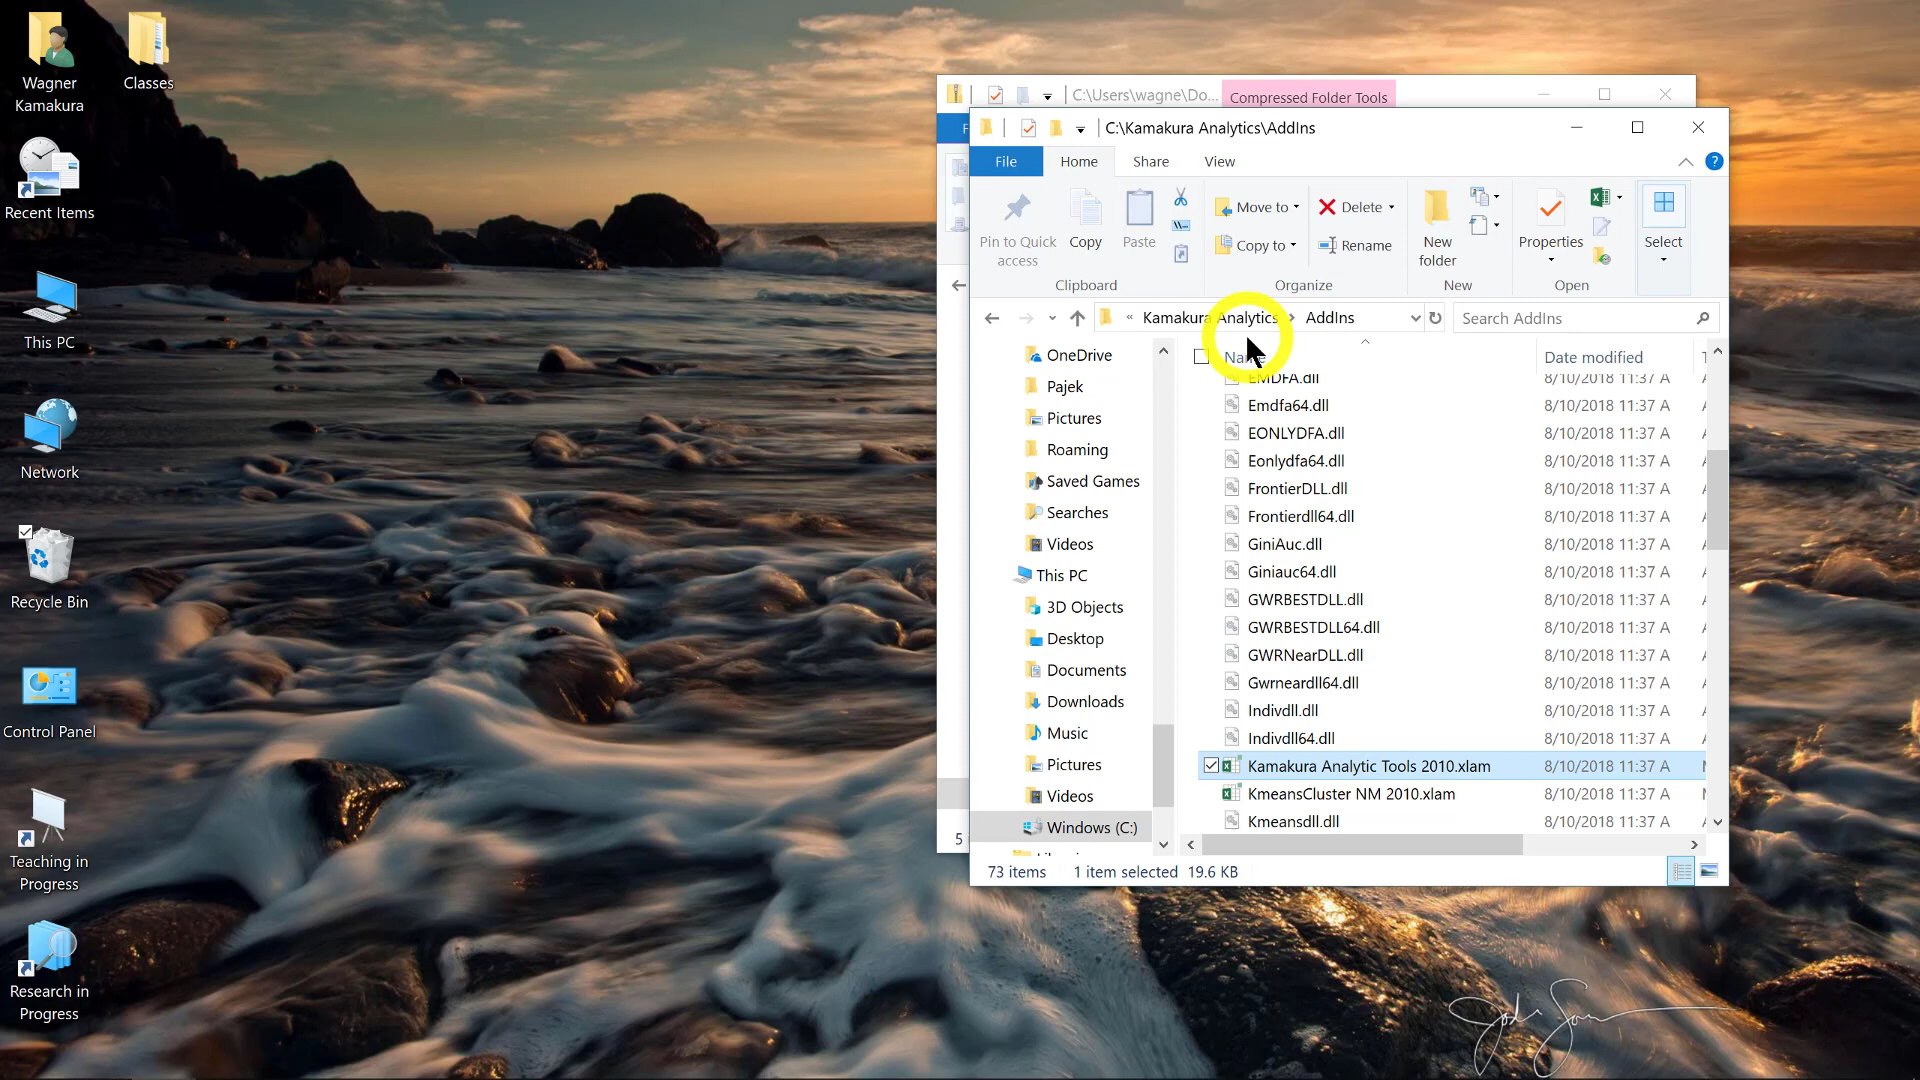 Wagner
Kamakura
Classes
Recent Items
This PC
Network
Recycle Bin
Control Panel
Teaching in
Progress
Research in
Progress
C:\Users\wagne\Do...
Compressed Folder Tools
C:\Kamakura Analytics\AddIns
File
Home
Share
View
Pin to Quick
access
Copy
Paste
Clipboard
Move to
Copy to
Delete
Rename
Organize
New
folder
New
Properties
Open
Select
« Kamakura Analytics > AddIns
Search AddIns
OneDrive
Pajek
Pictures
Roaming
Saved Games
Searches
Videos
This PC
3D Objects
Desktop
Documents
Downloads
Music
Pictures
Videos
Windows (C:)
Name
Date modified
EMDFA.dll 8/10/2018 11:37 A
Emdfa64.dll 8/10/2018 11:37 A
EONLYDFA.dll 8/10/2018 11:37 A
Eonlydfa64.dll 8/10/2018 11:37 A
FrontierDLL.dll 8/10/2018 11:37 A
Frontierdll64.dll 8/10/2018 11:37 A
GiniAuc.dll 8/10/2018 11:37 A
Giniauc64.dll 8/10/2018 11:37 A
GWRBESTDLL.dll 8/10/2018 11:37 A
GWRBESTDLL64.dll 8/10/2018 11:37 A
GWRNearDLL.dll 8/10/2018 11:37 A
Gwrneardll64.dll 8/10/2018 11:37 A
Indivdll.dll 8/10/2018 11:37 A
Indivdll64.dll 8/10/2018 11:37 A
Kamakura Analytic Tools 2010.xlam 8/10/2018 11:37 A
KmeansCluster NM 2010.xlam 8/10/2018 11:37 A
Kmeansdll.dll 8/10/2018 11:37 A
5
73 items
1 item selected 19.6 KB